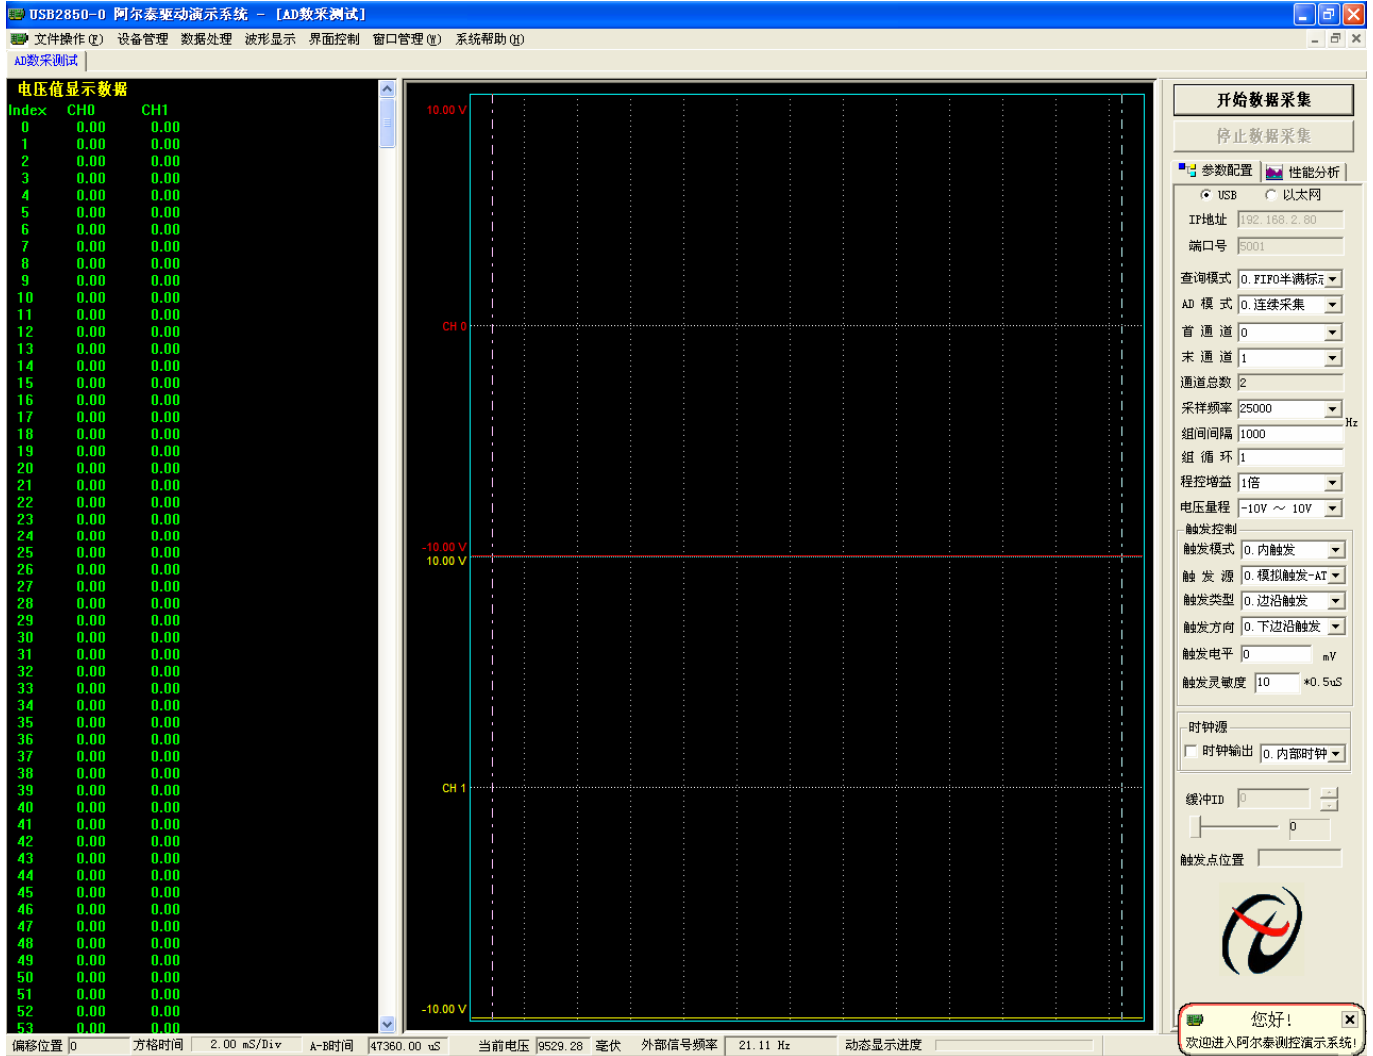 USB2850-0 阿尔泰驱动演示系统 - [AD数采测试]
文件操作(F) 设备管理 数据处理 波形显示 界面控制 窗口管理(W) 系统帮助(H)
AD数采测试
电压值显示数据
Index CH0 CH1
0 0.00 0.00
1 0.00 0.00
2 0.00 0.00
3 0.00 0.00
4 0.00 0.00
5 0.00 0.00
6 0.00 0.00
7 0.00 0.00
8 0.00 0.00
9 0.00 0.00
10 0.00 0.00
11 0.00 0.00
12 0.00 0.00
13 0.00 0.00
14 0.00 0.00
15 0.00 0.00
16 0.00 0.00
17 0.00 0.00
18 0.00 0.00
19 0.00 0.00
20 0.00 0.00
21 0.00 0.00
22 0.00 0.00
23 0.00 0.00
24 0.00 0.00
25 0.00 0.00
26 0.00 0.00
27 0.00 0.00
28 0.00 0.00
29 0.00 0.00
30 0.00 0.00
31 0.00 0.00
32 0.00 0.00
33 0.00 0.00
34 0.00 0.00
35 0.00 0.00
36 0.00 0.00
37 0.00 0.00
38 0.00 0.00
39 0.00 0.00
40 0.00 0.00
41 0.00 0.00
42 0.00 0.00
43 0.00 0.00
44 0.00 0.00
45 0.00 0.00
46 0.00 0.00
47 0.00 0.00
48 0.00 0.00
49 0.00 0.00
50 0.00 0.00
51 0.00 0.00
52 0.00 0.00
53 0.00 0.00
10.00 V
CH 0
-10.00 V
10.00 V
CH 1
-10.00 V
开始数据采集
停止数据采集
参数配置 性能分析
USB 以太网
IP地址 192.168.2.80
端口号 5001
查询模式 0.FIFO半满标
AD 模 式 0.连续采集
首 通 道 0
末 通 道 1
通道总数 2
采样频率 25000 Hz
组间间隔 1000
组 循 环 1
程控增益 1倍
电压量程 -10V ～ 10V
触发控制
触发模式 0.内触发
触 发 源 0.模拟触发-AT
触发类型 0.边沿触发
触发方向 0.下边沿触发
触发电平 0 mV
触发灵敏度 10 *0.5uS
时钟源
时钟输出 0.内部时钟
缓冲ID 0
0
触发点位置
您好!
欢迎进入阿尔泰测控演示系统!
偏移位置 0 方格时间 2.00 mS/Div A-B时间 47360.00 uS 当前电压 9529.28 毫伏 外部信号频率 21.11 Hz 动态显示进度